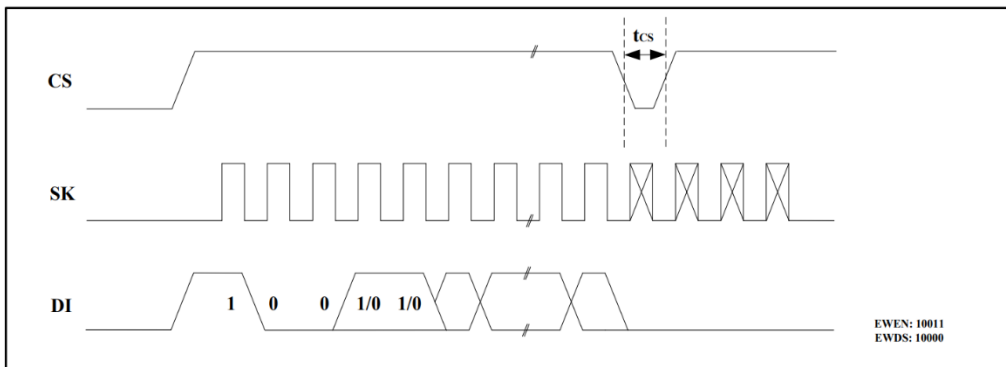 tCS
CS
SK
DI
1 0 0 1/0 1/0
EWEN: 10011
EWDS: 10000